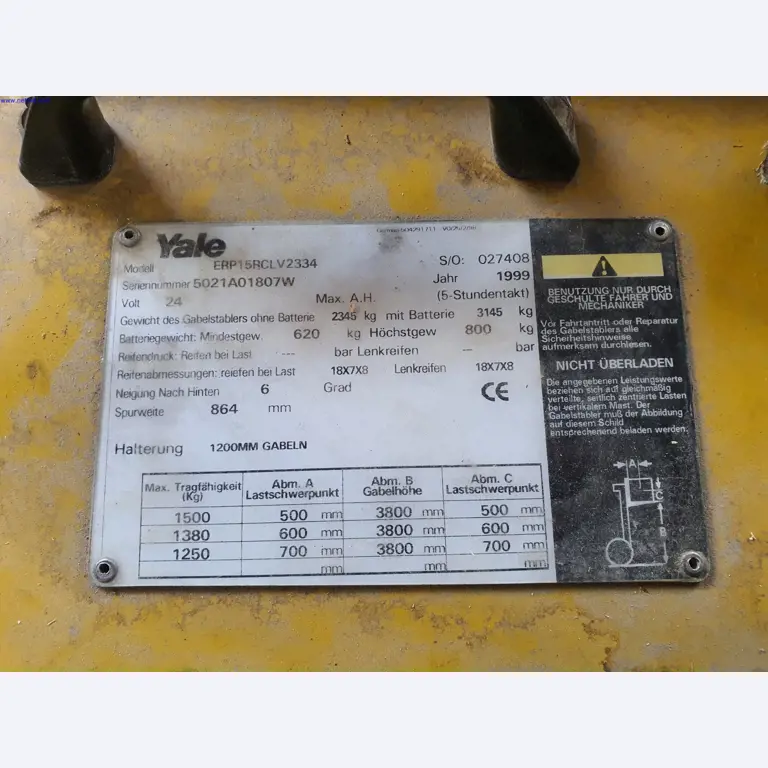 Yale
Modell ERP15RCLV2334 S/O: 027408
Seriennummer 5021A01807W Jahr 1999
Volt 24 Max. A.H. (5-Stundentakt)
Gewicht des Gabelstablers ohne Batterie 2345 kg mit Batterie 3145 kg
Batteriegewicht: Mindestgew. 620 kg Höchstgew 800 kg
Reifendruck: Reifen bei Last --- bar Lenkreifen -- bar
Reifenabmessungen: reiefen bei Last 18X7X8 Lenkreifen 18X7X8
Neigung Nach Hinten 6 Grad CE
Spurweite 864 mm
Halterung 1200MM GABELN
Max. Tragfähigkeit (Kg) Abm. A Lastschwerpunkt Abm. B Gabelhöhe Abm. C Lastschwerpunkt
1500 500 mm 3800 mm 500 mm
1380 600 mm 3800 mm 600 mm
1250 700 mm 3800 mm 700 mm
mm mm mm
BENUTZUNG NUR DURCH
GESCHULTE FAHRER UND
MECHANIKER
Vor Fahrtantritt oder Reparatur
des Gabelstablers alle
Sicherheitshinweise
aufmerksam durchlesen.
NICHT ÜBERLADEN
Die angegebenen Leistungswerte
beziehen sich auf gleichmäßig
verteilte, seitlich zentrierte Lasten
bei vertikalem Mast. Der
Gabelstabler muß der Abbildung
auf diesem Schild
entsprechend beladen werden.
A
C
B